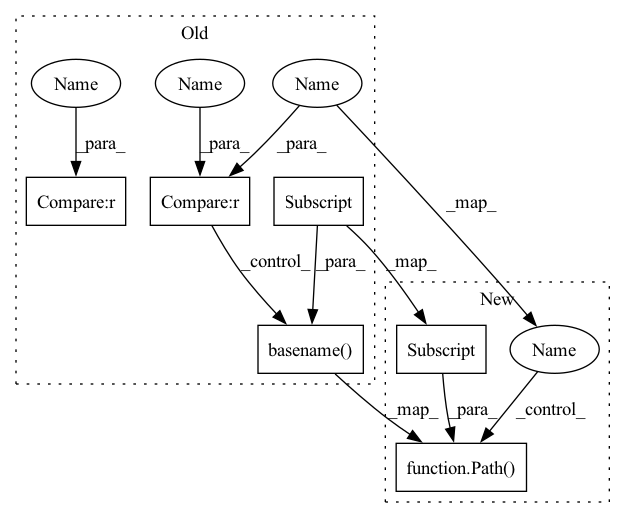 Old
Name
Name
Name
_para_
_para_
_para_
Compare:r
Compare:r
Subscript
_map_
_control_
_para_
_map_
New
basename()
Subscript
Name
_map_
_para_
_control_
function.Path()